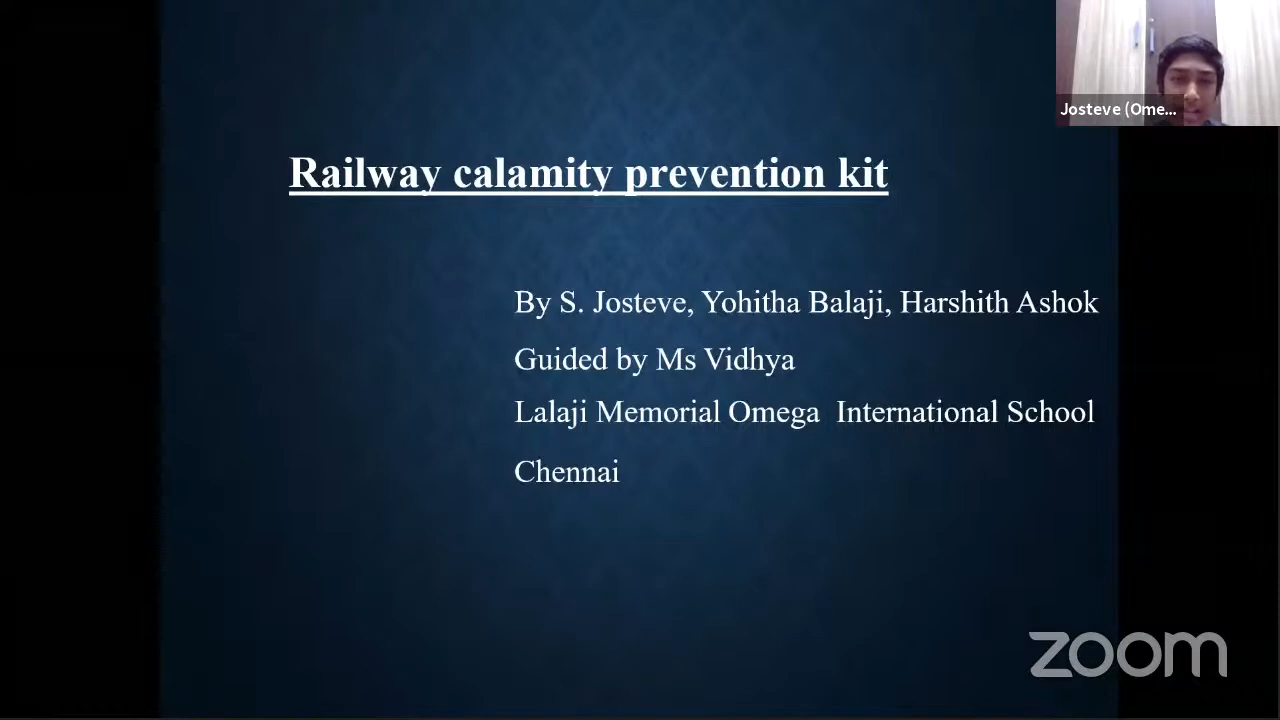 Josteve (Ome...
Railway calamity prevention kit
By S. Josteve, Yohitha Balaji, Harshith Ashok
Guided by Ms Vidhya
Lalaji Memorial Omega International School
Chennai
zoom